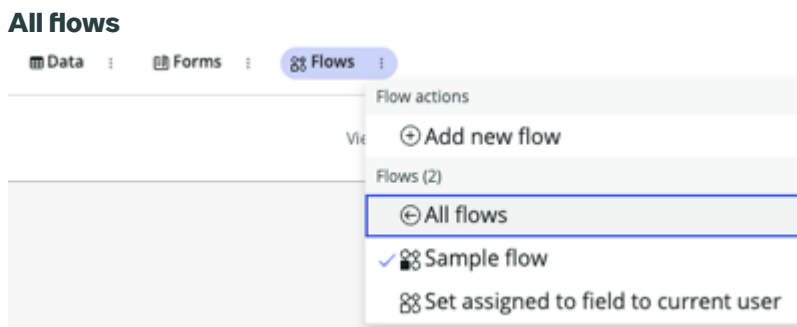 All flows
Data Forms Flows
Flow actions
Vie
Add new flow
Flows (2)
All flows
Sample flow
Set assigned to field to current user